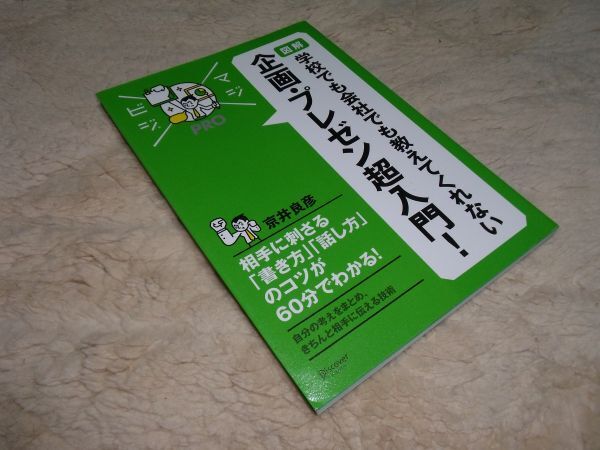 マジ
ビジ
PRO
図解
学校でも会社でも教えてくれない
企画・プレゼン超入門！
京井良彦
相手に刺さる
「書き方」「話し方」
のコツが
60分でわかる！
自分の考えをまとめ、
きちんと相手に伝える技術
Discover